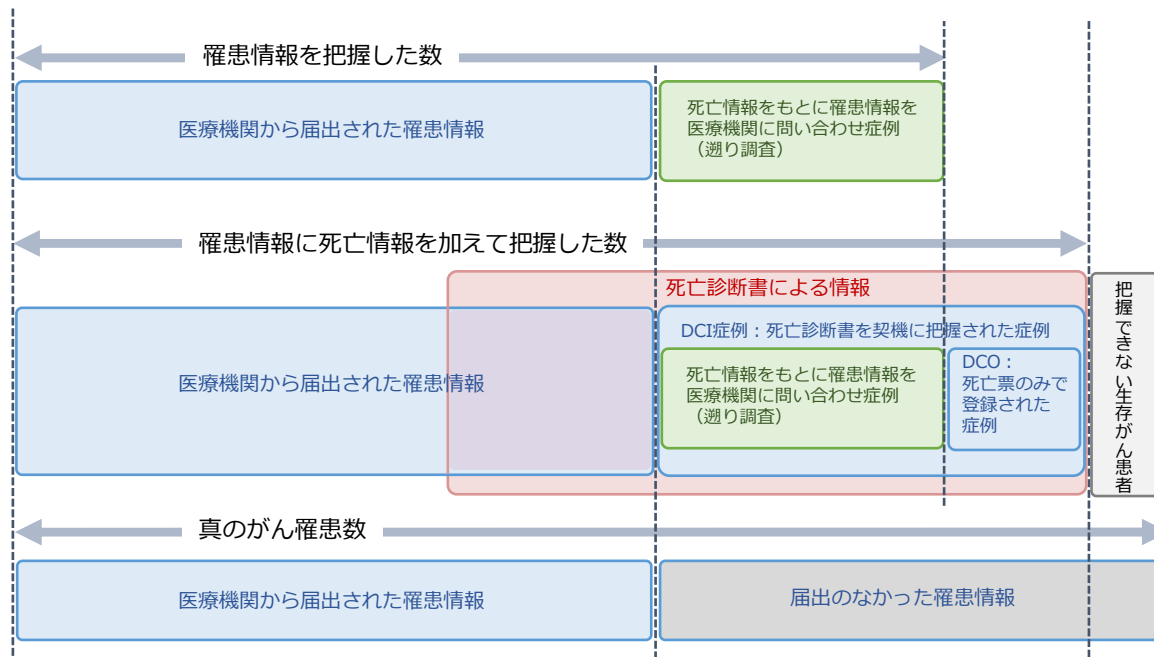 罹患情報を把握した数
医療機関から届出された罹患情報
死亡情報をもとに罹患情報を
医療機関に問い合わせ症例
（遡り調査）
罹患情報に死亡情報を加えて把握した数
死亡診断書による情報
医療機関から届出された罹患情報
DCI症例：死亡診断書を契機に把握された症例
死亡情報をもとに罹患情報を
医療機関に問い合わせ症例
（遡り調査）
DCO：
死亡票のみで
登録された
症例
把握できない生存がん患者
真のがん罹患数
医療機関から届出された罹患情報
届出のなかった罹患情報